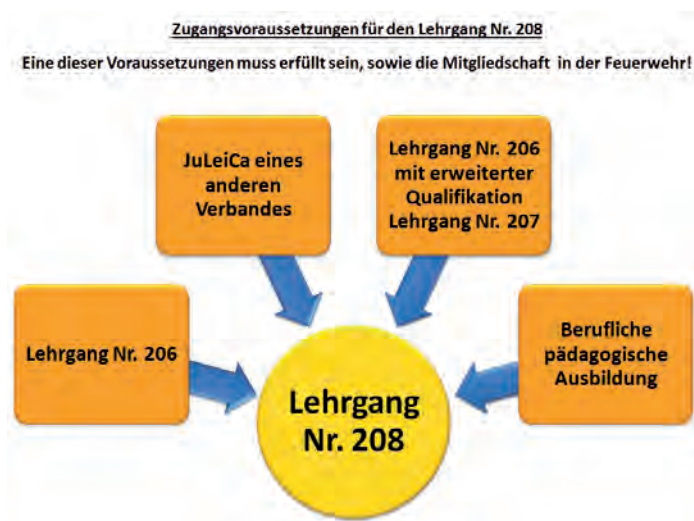 Zugangsvoraussetzungen für den Lehrgang Nr. 208
Eine dieser Voraussetzungen muss erfüllt sein, sowie die Mitgliedschaft in der Feuerwehr!
JuLeiCa eines
anderen
Verbandes
Lehrgang Nr. 206
mit erweiterter
Qualifikation
Lehrgang Nr. 207
Lehrgang Nr. 206
Berufliche
pädagogische
Ausbildung
Lehrgang
Nr. 208